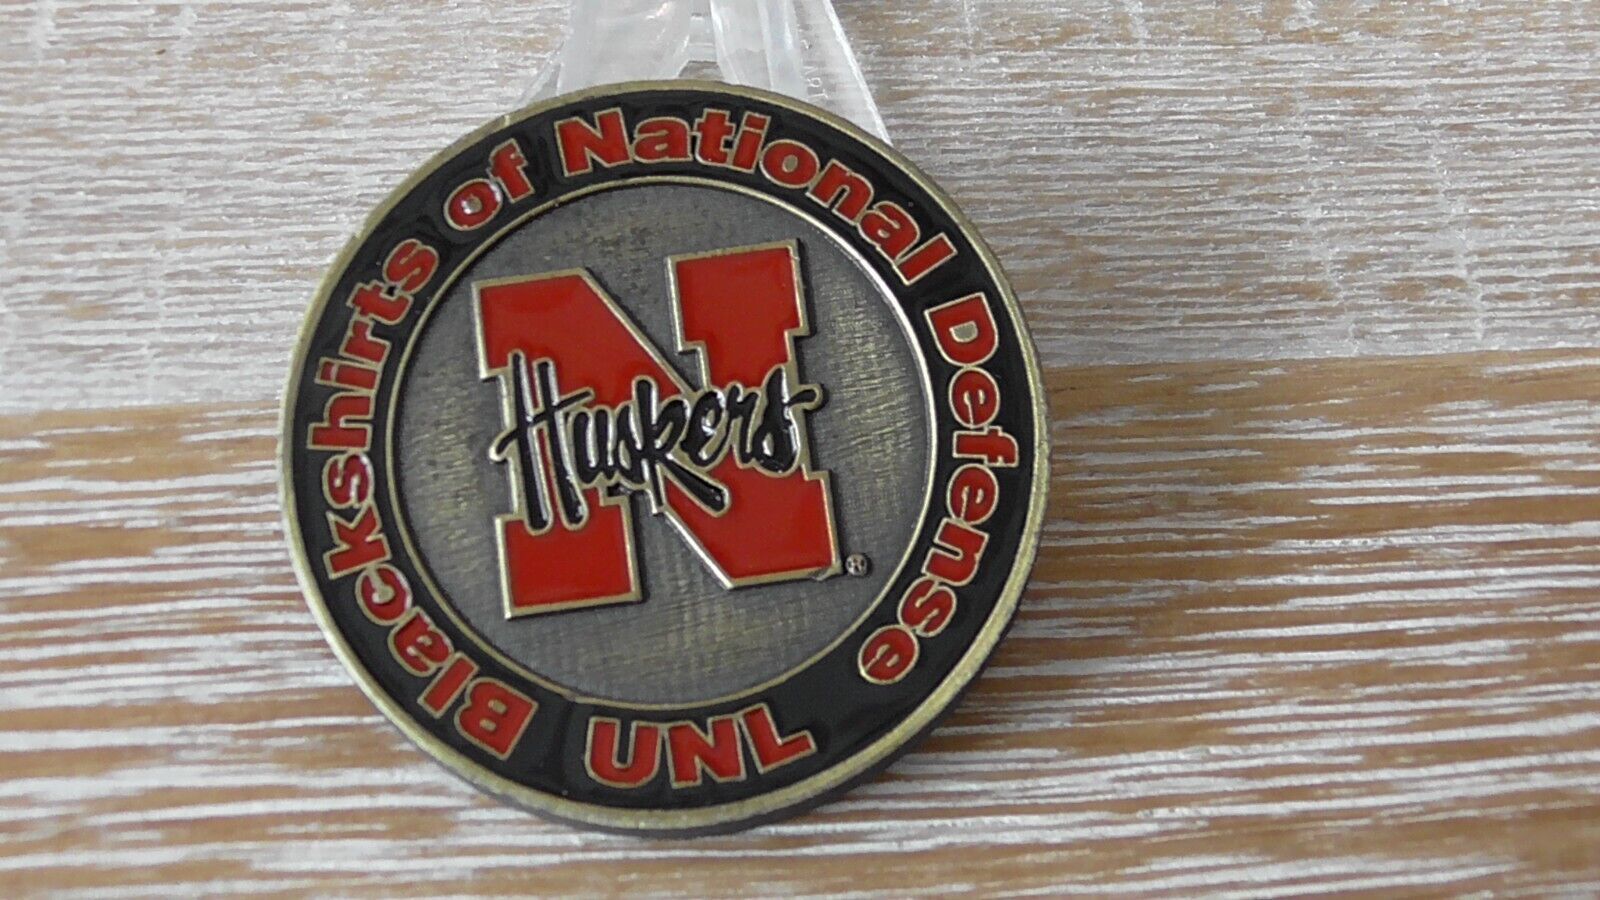 Blackshirts of National Defense
Huskers
N
®
UNL